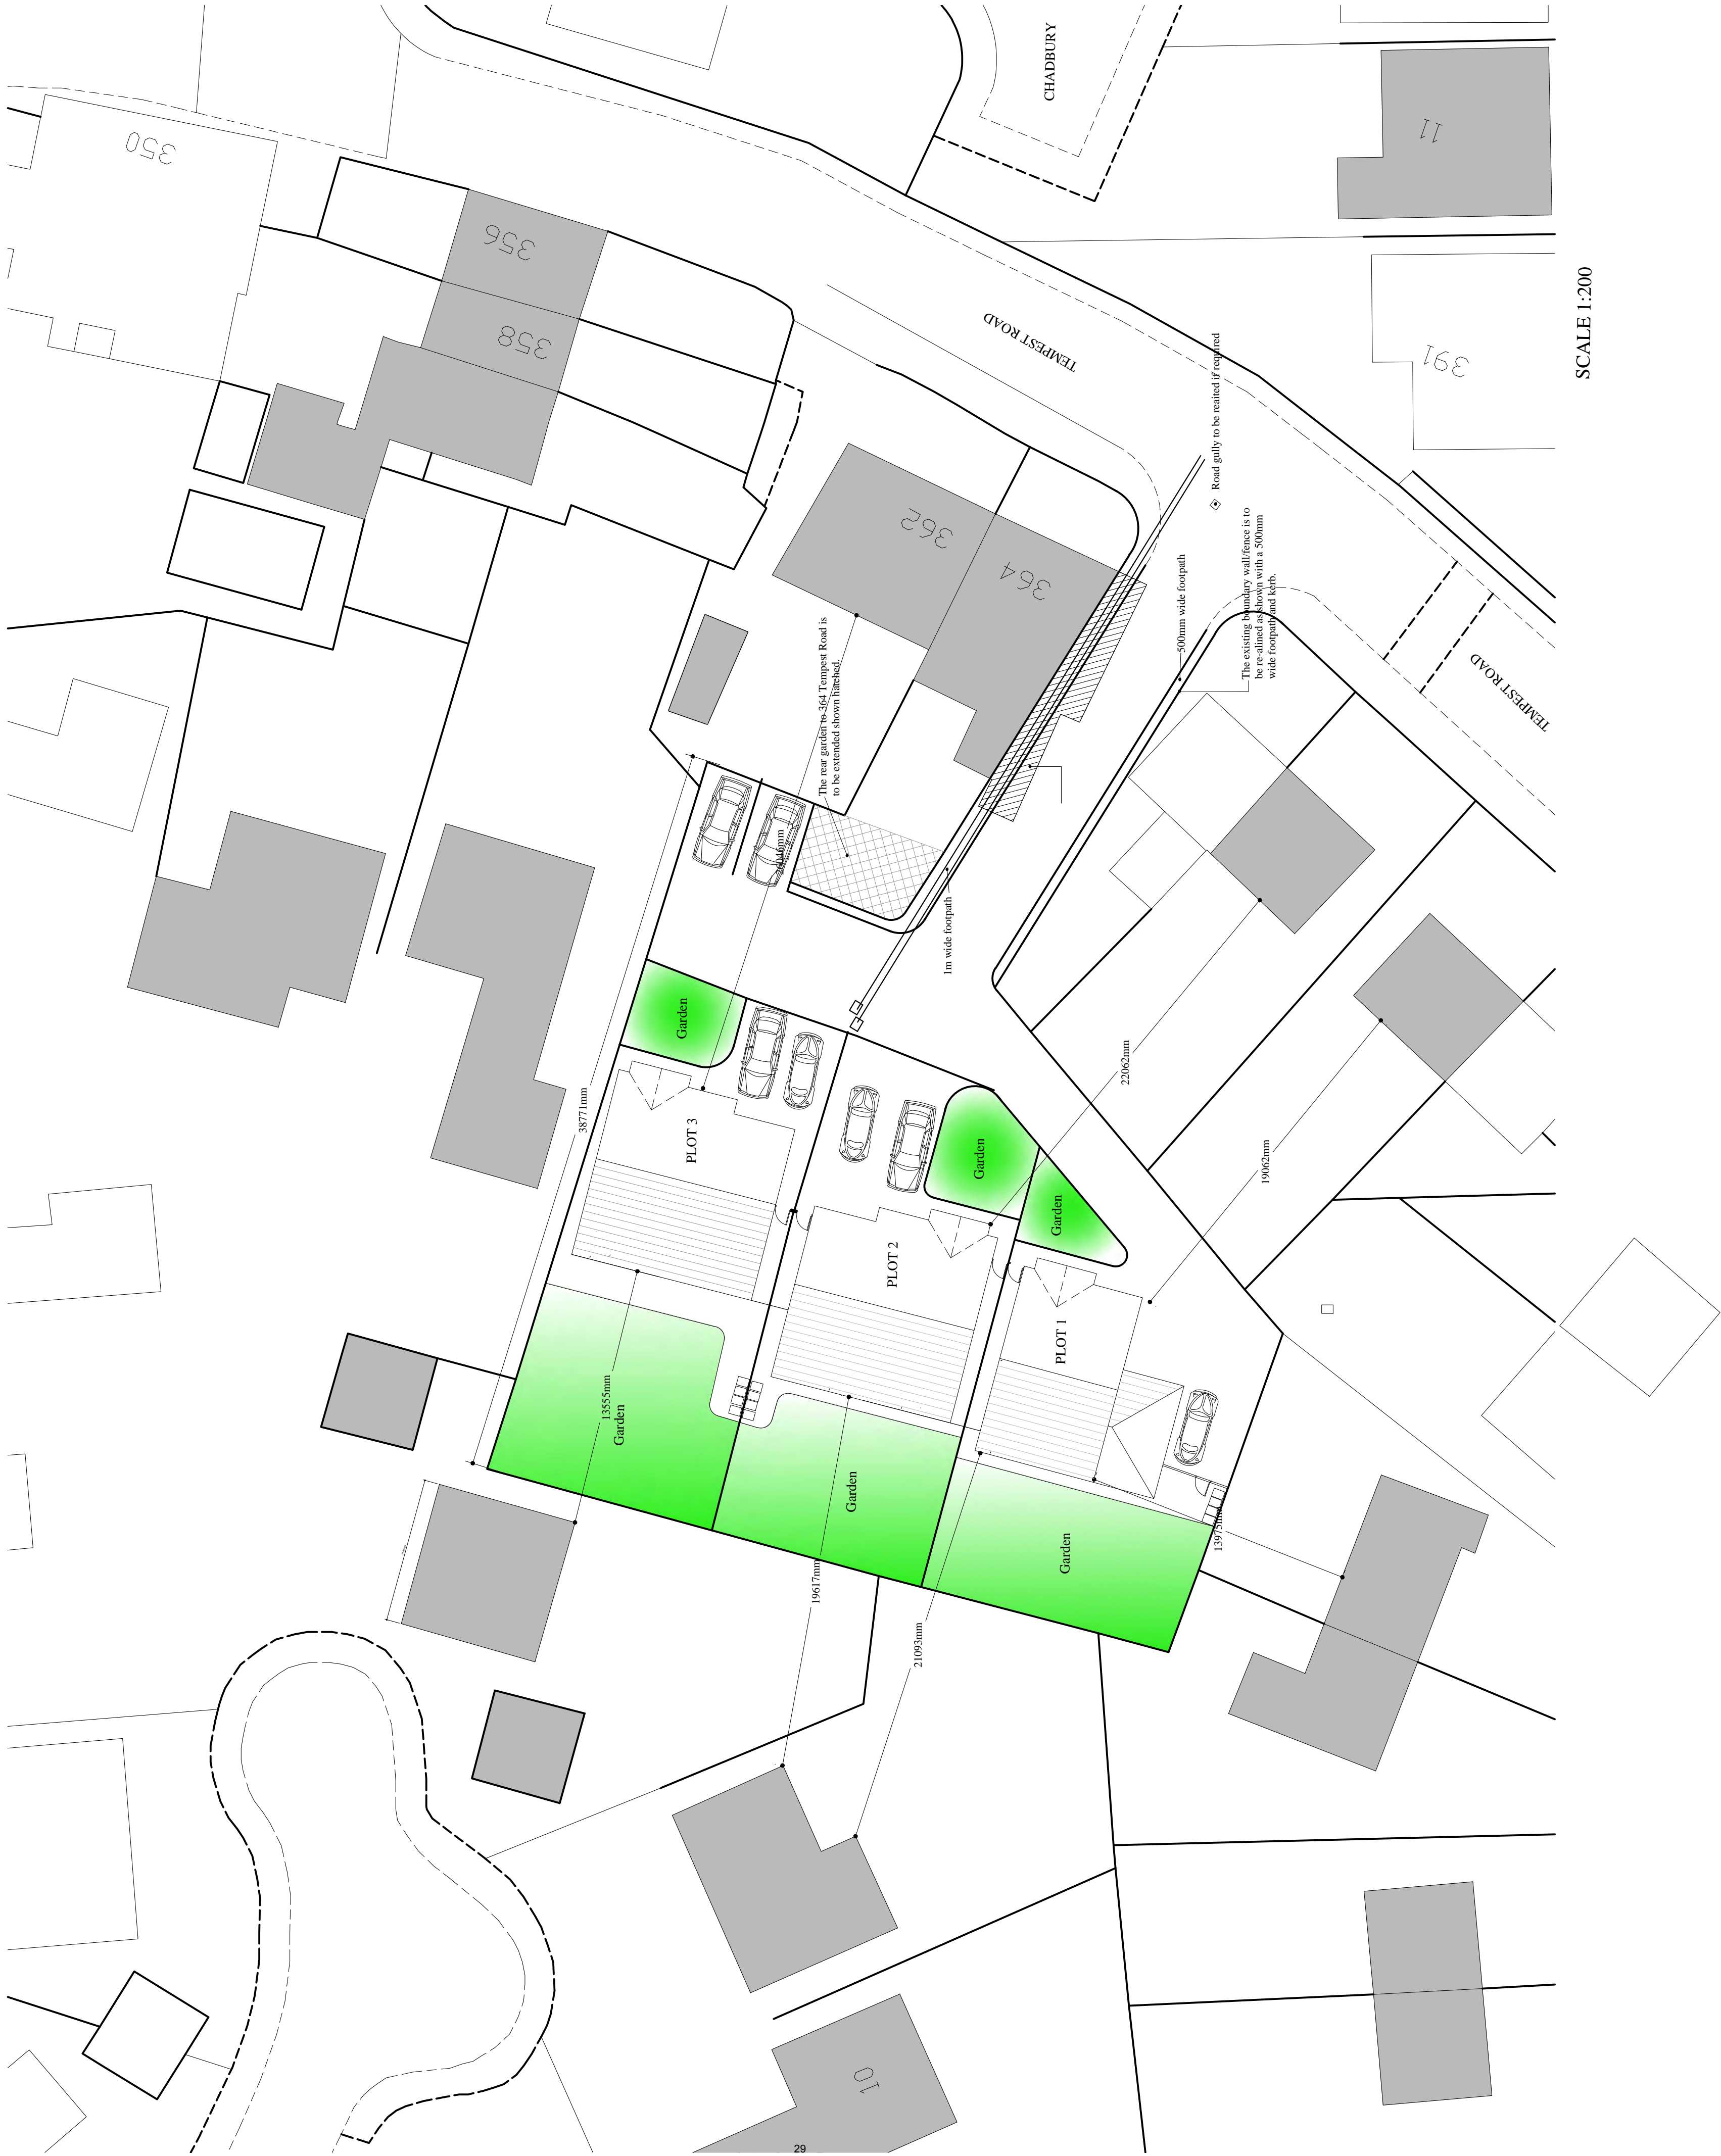 CHADBURY
11
350
356
358
391
SCALE 1:200
TEMPEST ROAD
Road gully to be reaited if required
362
364
The existing boundary wall/fence is to
be re-alined as shown with a 500mm
wide footpath and kerb.
500mm wide footpath
TEMPEST ROAD
The rear garden to 364 Tempest Road is
to be extended shown hatched.
1m wide footpath
Garden
22062mm
38771mm
PLOT 3
Garden
19062mm
Garden
PLOT 2
PLOT 1
13555mm
Garden
Garden
Garden
13975mm
19617mm
21093mm
10
29